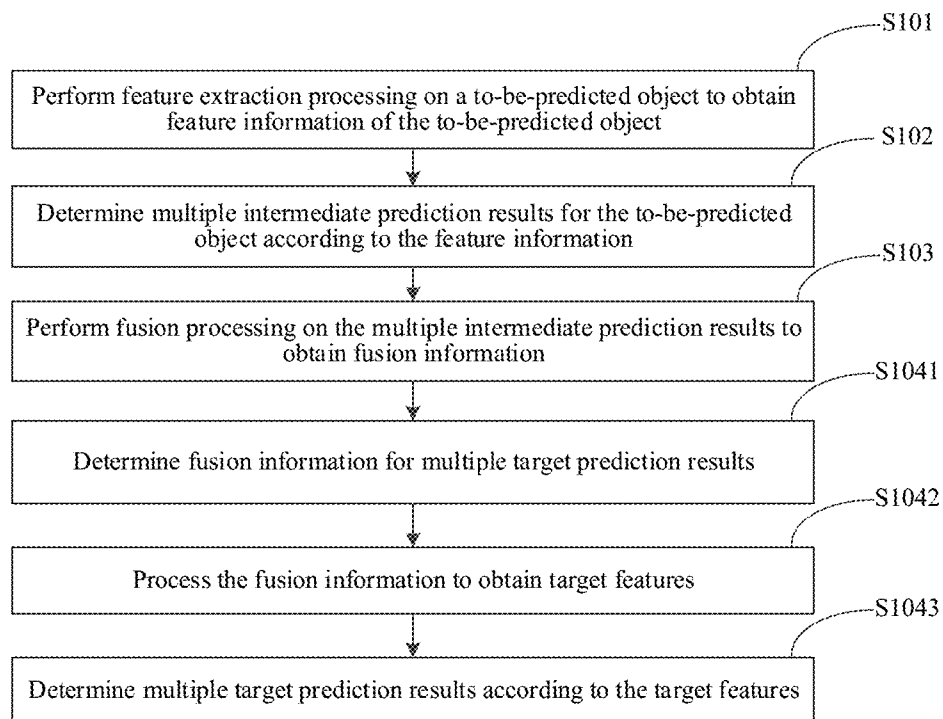 S101
Perform feature extraction processing on a to-be-predicted object to obtain
feature information of the to-be-predicted object
S102
Determine multiple intermediate prediction results for the to-be-predicted
object according to the feature information
S103
Perform fusion processing on the multiple intermediate prediction results to
obtain fusion information
S1041
Determine fusion information for multiple target prediction results
S1042
Process the fusion information to obtain target features
S1043
Determine multiple target prediction results according to the target features